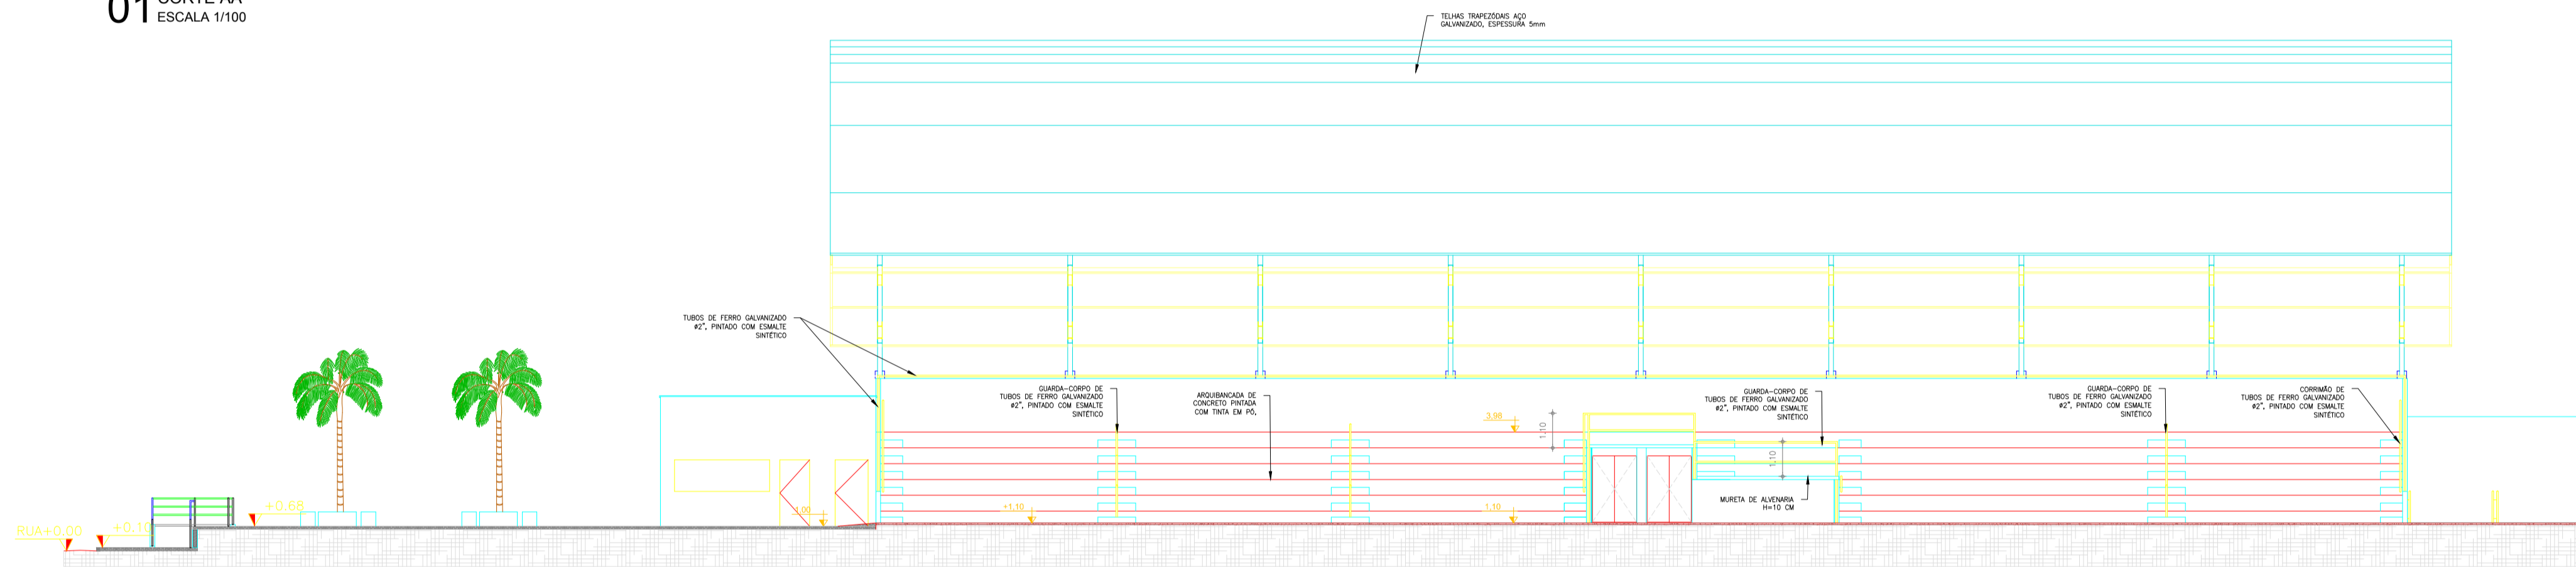 01
CORTE AA
ESCALA 1/100
TELHAS TRAPEZÓDAIS AÇO
GALVANIZADO, ESPESSURA 5mm
TUBOS DE FERRO GALVANIZADO
ø2", PINTADO COM ESMALTE
SINTÉTICO
GUARDA-CORPO DE
TUBOS DE FERRO GALVANIZADO
ø2", PINTADO COM ESMALTE
SINTÉTICO
ARQUIBANCADA DE
CONCRETO PINTADA
COM TINTA EM PÓ,
3,98
1,10
GUARDA-CORPO DE
TUBOS DE FERRO GALVANIZADO
ø2", PINTADO COM ESMALTE
SINTÉTICO
1,10
GUARDA-CORPO DE
TUBOS DE FERRO GALVANIZADO
ø2", PINTADO COM ESMALTE
SINTÉTICO
CORRIMÃO DE
TUBOS DE FERRO GALVANIZADO
ø2", PINTADO COM ESMALTE
SINTÉTICO
MURETA DE ALVENARIA
H=10 CM
RUA+0.00
+0.10
+0.68
1,00
+1,10
1,10